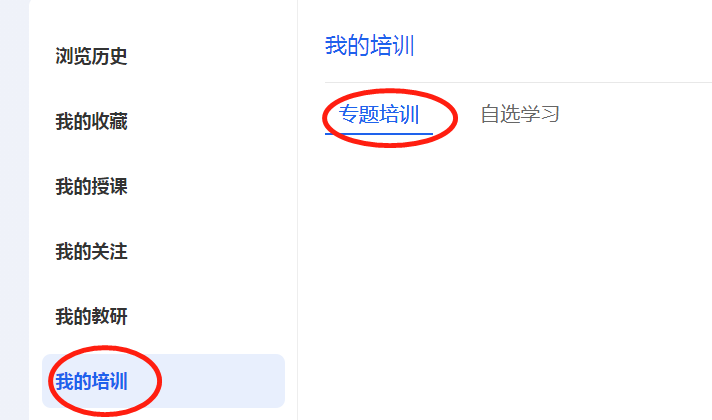 浏览历史
我的收藏
我的授课
我的关注
我的教研
我的培训
我的培训
专题培训 自选学习